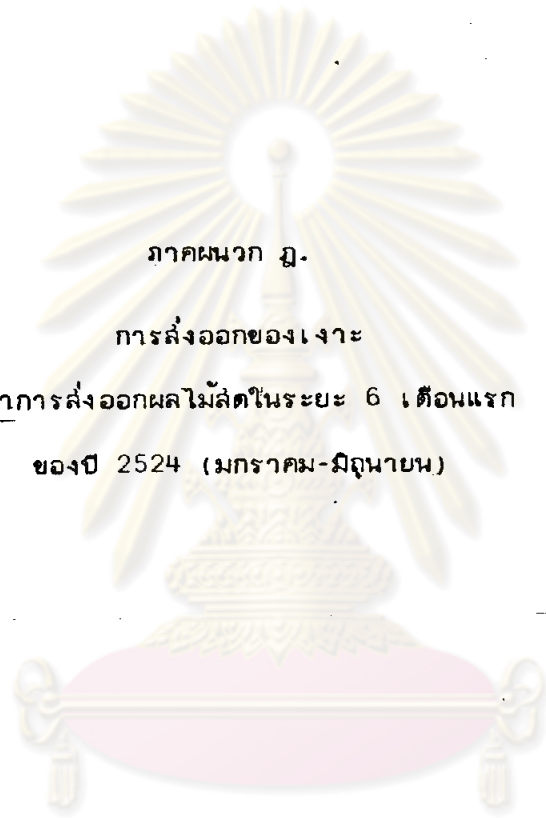 ภาคผนวก ฎ.
การส่งออกของเงาะ
การส่งออกผลไม้สดในระยะ 6 เดือนแรก
ของปี 2524 (มกราคม-มิถุนายน)